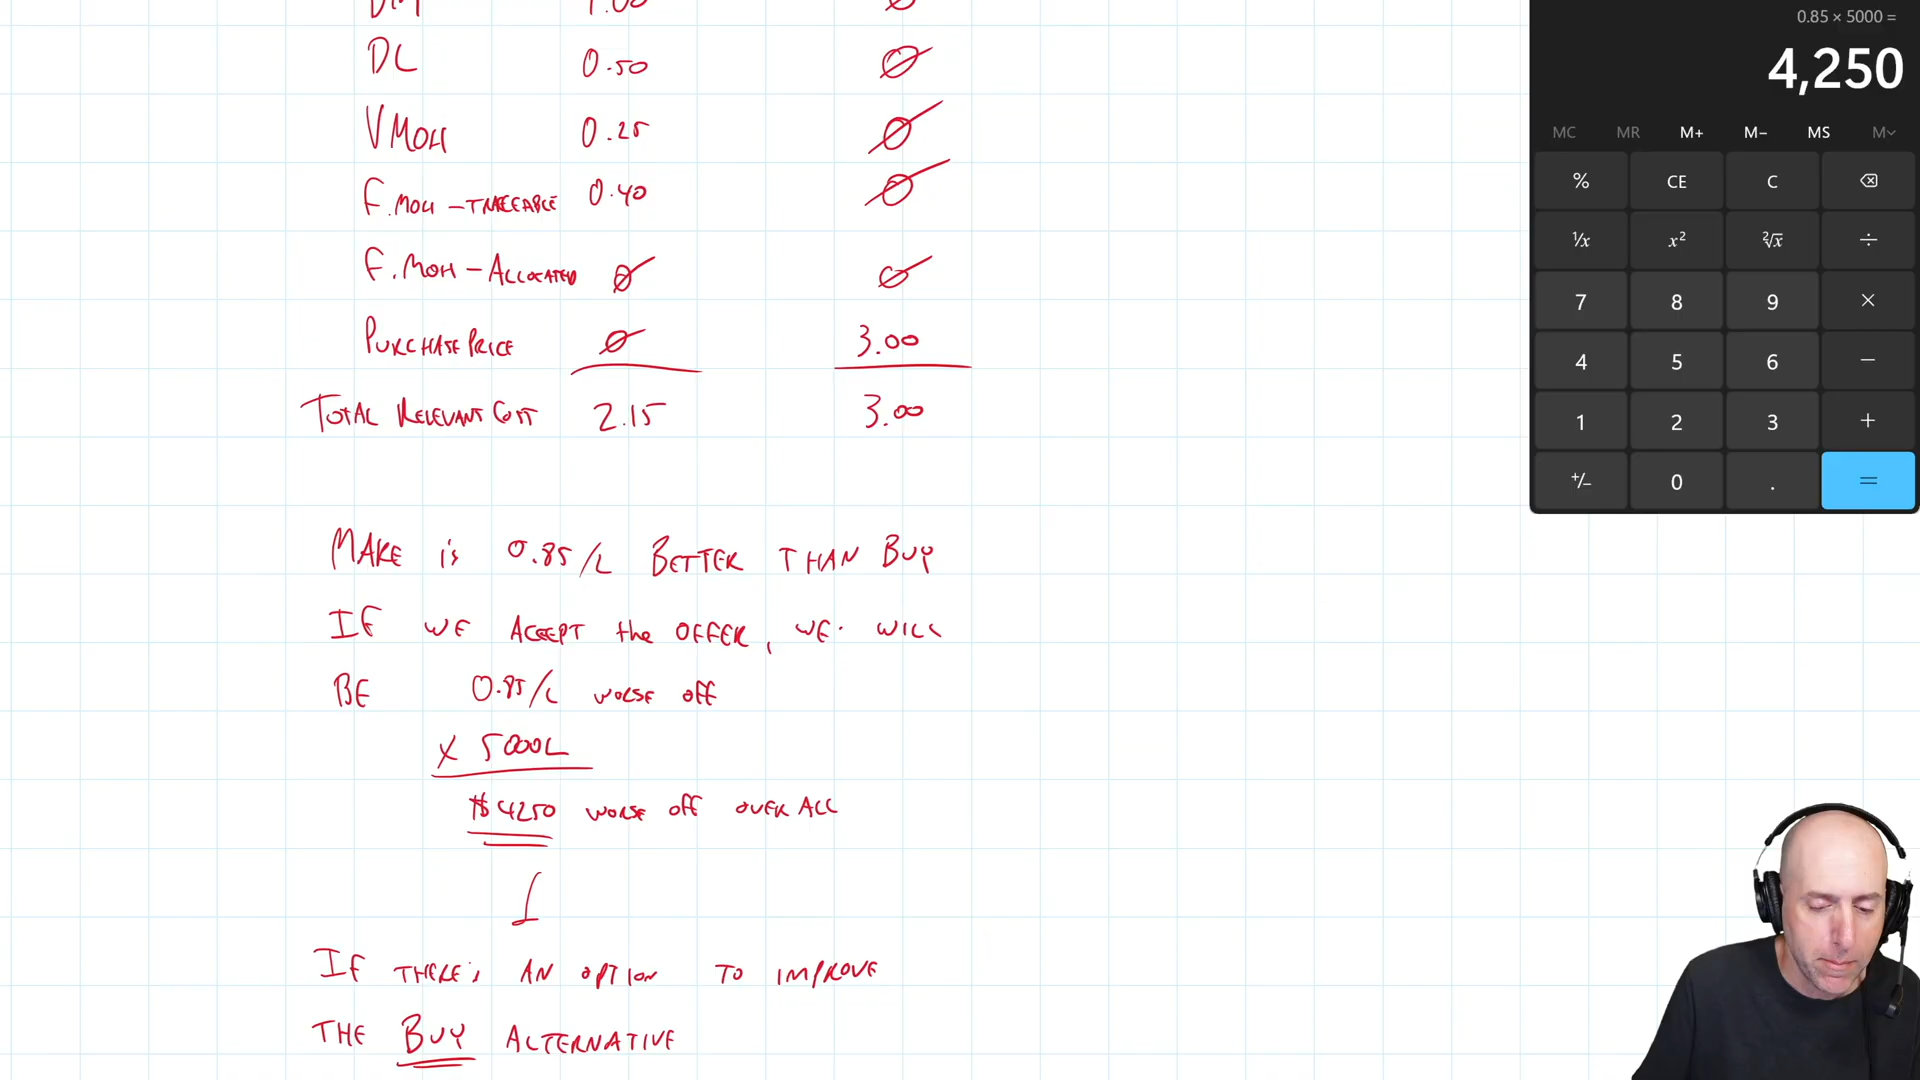 DM 1.00 Ø
DL 0.50 Ø
VMOH 0.25 Ø
F.MOH - TRACEABLE 0.40 Ø
F.MOH - ALLOCATED Ø Ø
PURCHASE PRICE Ø 3.00
TOTAL RELEVANT COST 2.15 3.00
MAKE is 0.85/L BETTER THAN BUY
IF WE ACCEPT the OFFER, WE WILL
BE 0.85/L WORSE OFF
X 5000L
$4250 WORSE OFF OVERALL
IF THERE'S AN OPTION TO IMPROVE
THE BUY ALTERNATIVE
0.85 × 5000 =
4,250
MC MR M+ M− MS M˅
% CE C ⌫
¹/x x² ²√x ÷
7 8 9 ×
4 5 6 −
1 2 3 +
+/− 0 . =